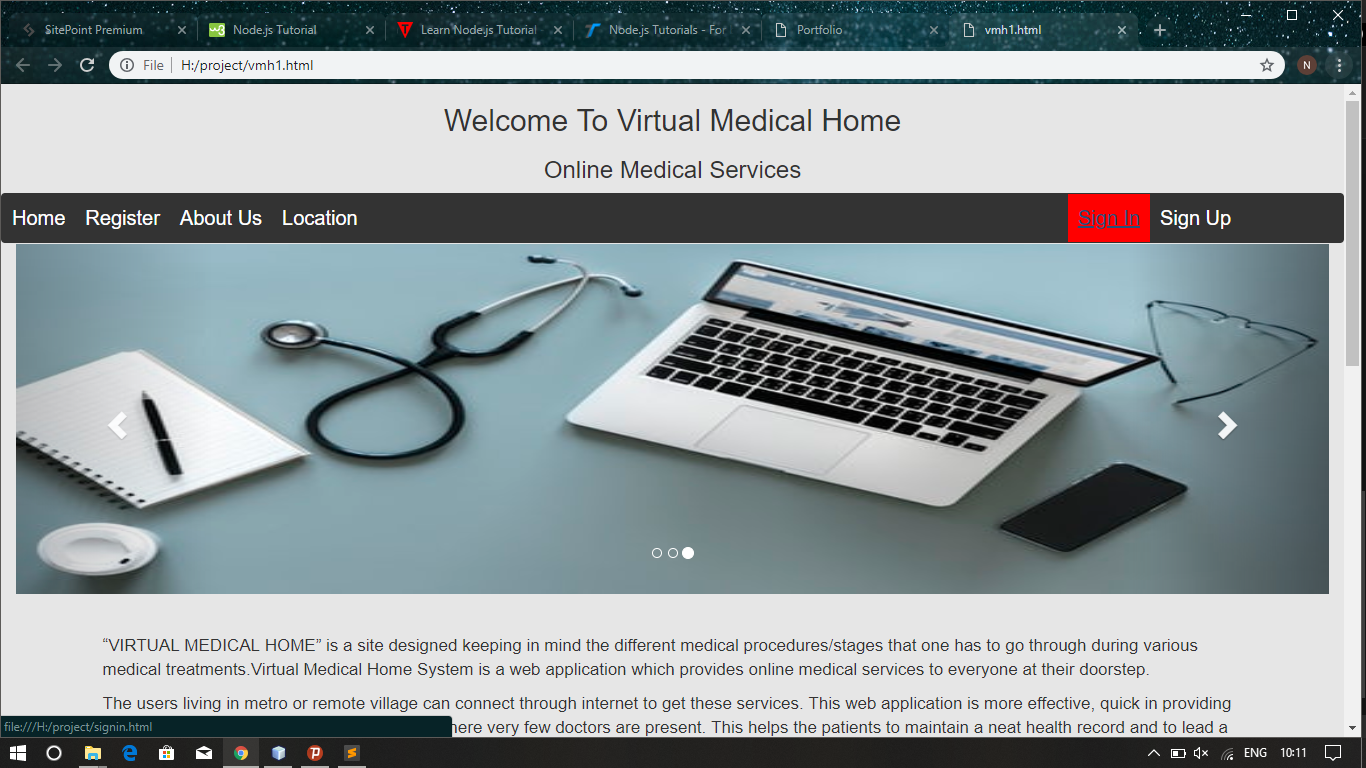 SitePoint Premium
Node.js Tutorial
Learn Nodejs Tutorial
Node.js Tutorials - For
Portfolio
vmh1.html
File
H:/project/vmh1.html
N
Welcome To Virtual Medical Home
Online Medical Services
Home Register About Us Location Sign In Sign Up
“VIRTUAL MEDICAL HOME” is a site designed keeping in mind the different medical procedures/stages that one has to go through during various
medical treatments.Virtual Medical Home System is a web application which provides online medical services to everyone at their doorstep.
The users living in metro or remote village can connect through internet to get these services. This web application is more effective, quick in providing
very few doctors are present. This helps the patients to maintain a neat health record and to lead a
file:///H:/project/signin.html
ENG 10:11